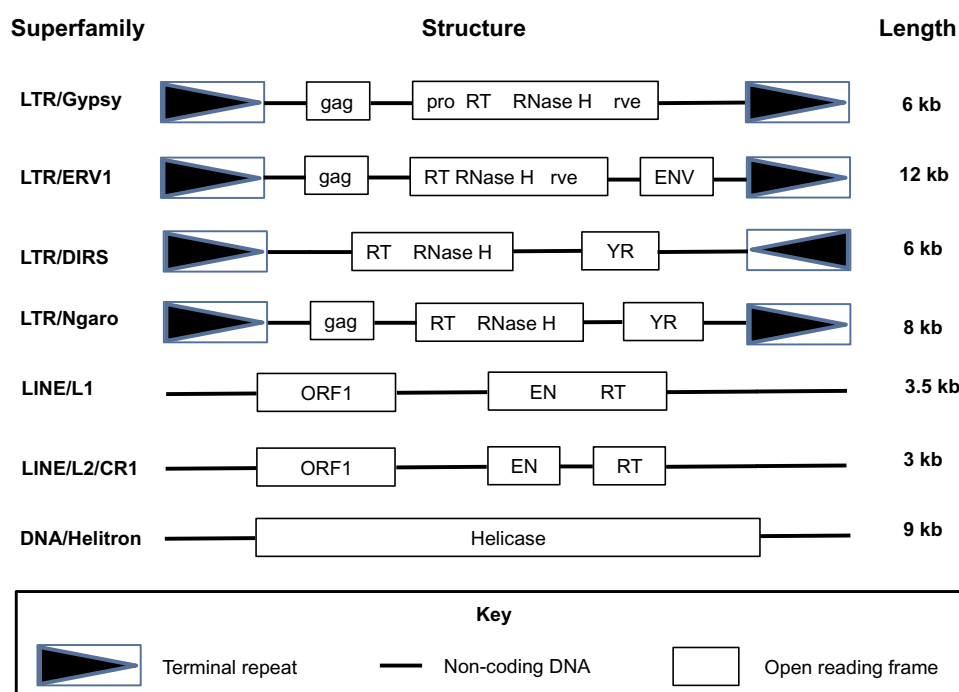 Superfamily Structure Length
LTR/Gypsy gag pro RT RNase H rve 6 kb
LTR/ERV1 gag RT RNase H rve ENV 12 kb
LTR/DIRS RT RNase H YR 6 kb
LTR/Ngaro gag RT RNase H YR 8 kb
LINE/L1 ORF1 EN RT 3.5 kb
LINE/L2/CR1 ORF1 EN RT 3 kb
DNA/Helitron Helicase 9 kb
Key
Terminal repeat Non-coding DNA Open reading frame